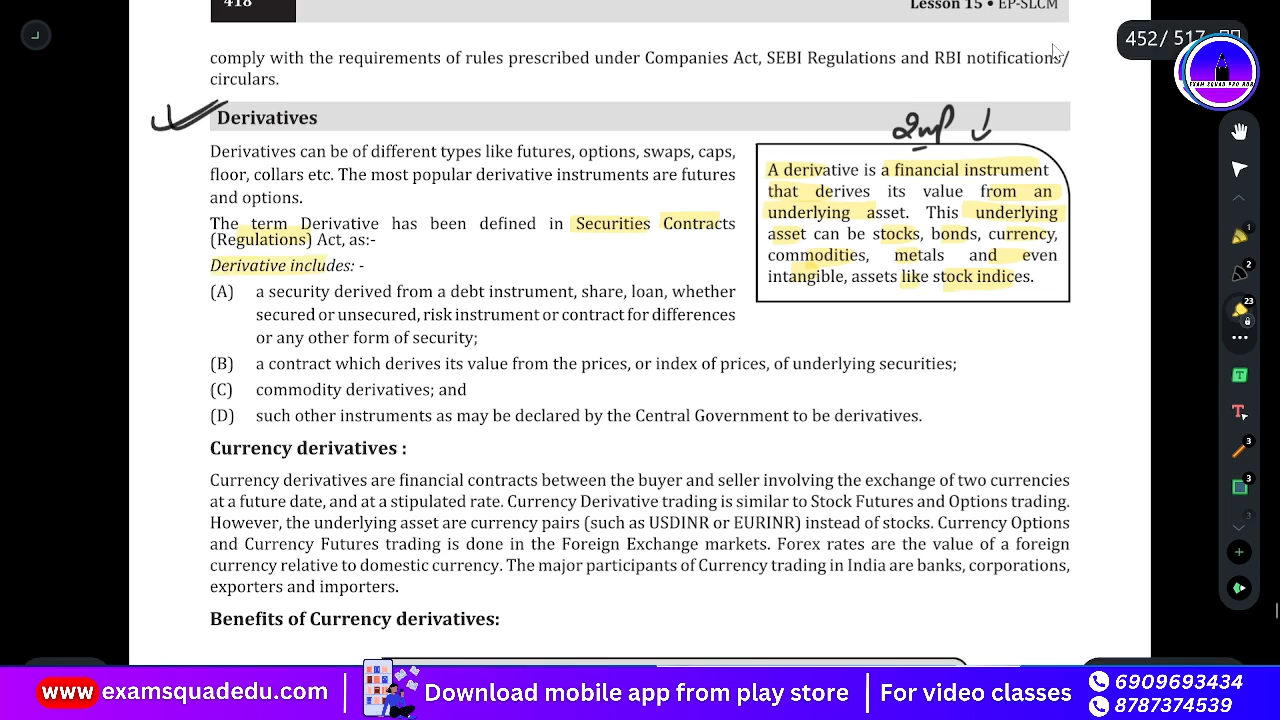 418
Lesson 15 • EP-SLCM
452/ 517
comply with the requirements of rules prescribed under Companies Act, SEBI Regulations and RBI notifications/
circulars.
EXAM SQUAD PRO HUB
Derivatives
Imp ↓
Derivatives can be of different types like futures, options, swaps, caps,
floor, collars etc. The most popular derivative instruments are futures
and options.
The term Derivative has been defined in Securities Contracts
(Regulations) Act, as:-
Derivative includes: -
(A) a security derived from a debt instrument, share, loan, whether
secured or unsecured, risk instrument or contract for differences
or any other form of security;
A derivative is a financial instrument
that derives its value from an
underlying asset. This underlying
asset can be stocks, bonds, currency,
commodities, metals and even
intangible, assets like stock indices.
(B) a contract which derives its value from the prices, or index of prices, of underlying securities;
(C) commodity derivatives; and
(D) such other instruments as may be declared by the Central Government to be derivatives.
Currency derivatives :
Currency derivatives are financial contracts between the buyer and seller involving the exchange of two currencies
at a future date, and at a stipulated rate. Currency Derivative trading is similar to Stock Futures and Options trading.
However, the underlying asset are currency pairs (such as USDINR or EURINR) instead of stocks. Currency Options
and Currency Futures trading is done in the Foreign Exchange markets. Forex rates are the value of a foreign
currency relative to domestic currency. The major participants of Currency trading in India are banks, corporations,
exporters and importers.
Benefits of Currency derivatives:
1
2
23
T
T
3
3
3
www.examsquadedu.com
Download mobile app from play store
For video classes
6909693434
8787374539